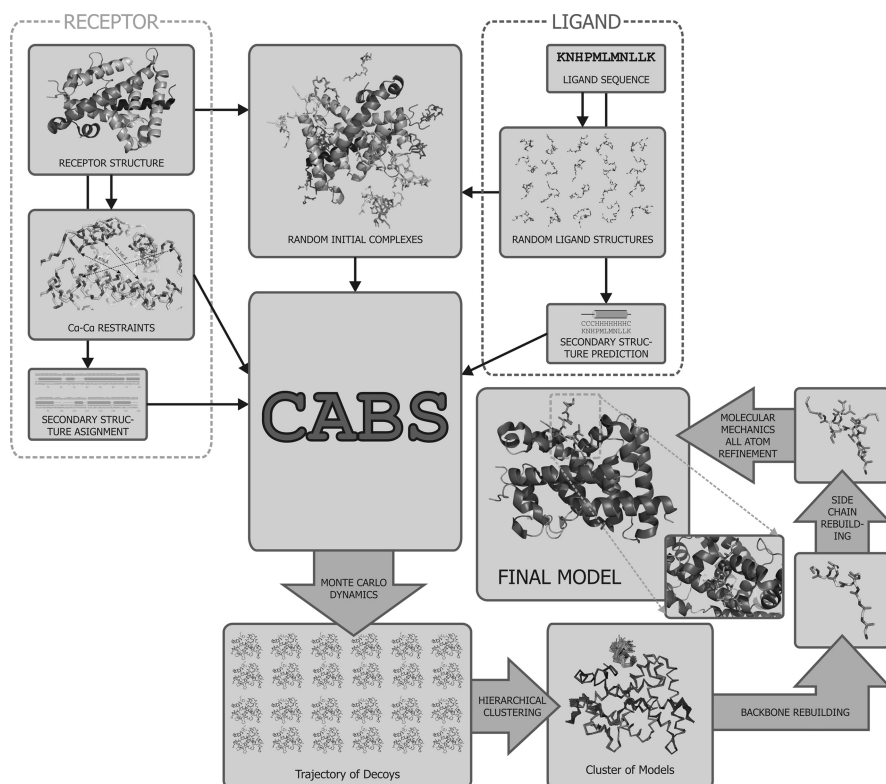 RECEPTOR
LIGAND
KNHPMLMNLLK
LIGAND SEQUENCE
RECEPTOR STRUCTURE
RANDOM INITIAL COMPLEXES
RANDOM LIGAND STRUCTURES
Cα-Cα RESTRAINTS
CCCHHHHHHHC
KNHPMLMNLLK
SECONDARY STRUC-
TURE PREDICTION
SECONDARY STRUC-
TURE ASIGNMENT
CABS
MOLECULAR
MECHANICS
ALL ATOM
REFINEMENT
SIDE
CHAIN
REBUILD-
ING
FINAL MODEL
MONTE CARLO
DYNAMICS
HIERARCHICAL
CLUSTERING
BACKBONE REBUILDING
Trajectory of Decoys
Cluster of Models